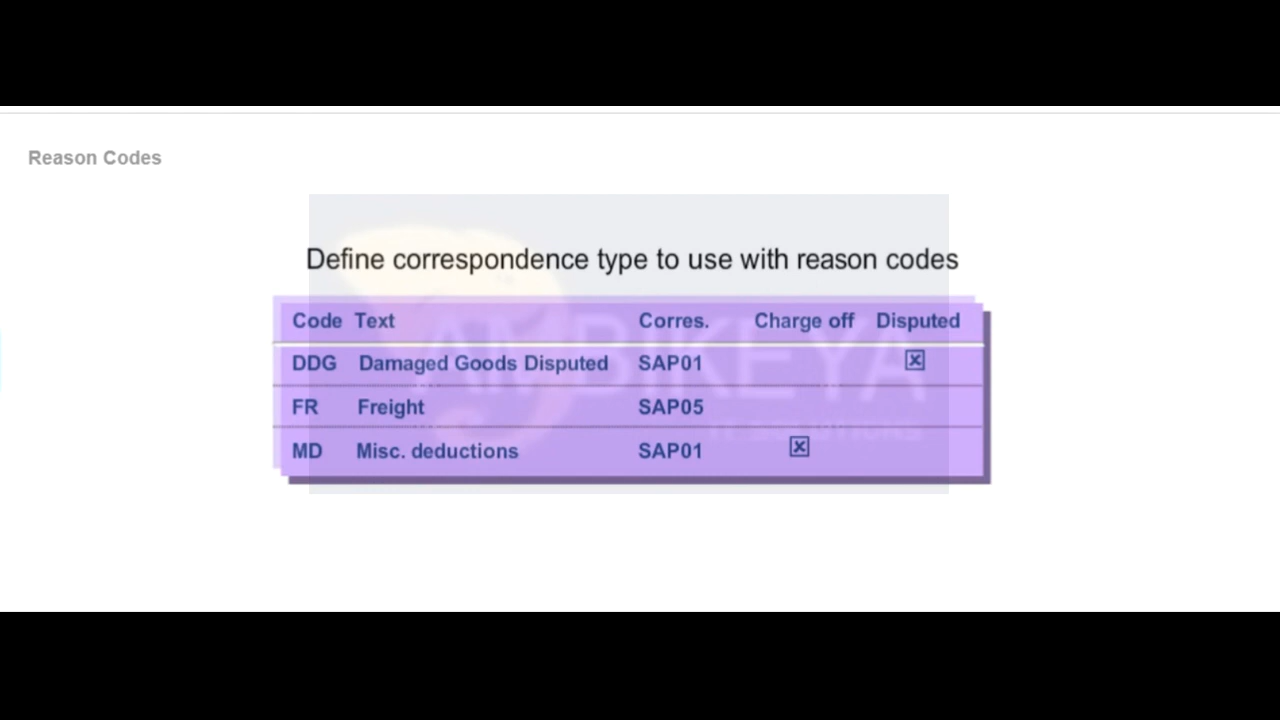 Reason Codes
Define correspondence type to use with reason codes
Code Text Corres. Charge off Disputed
DDG Damaged Goods Disputed SAP01 ☒
FR Freight SAP05
MD Misc. deductions SAP01 ☒
AMBIKEYA